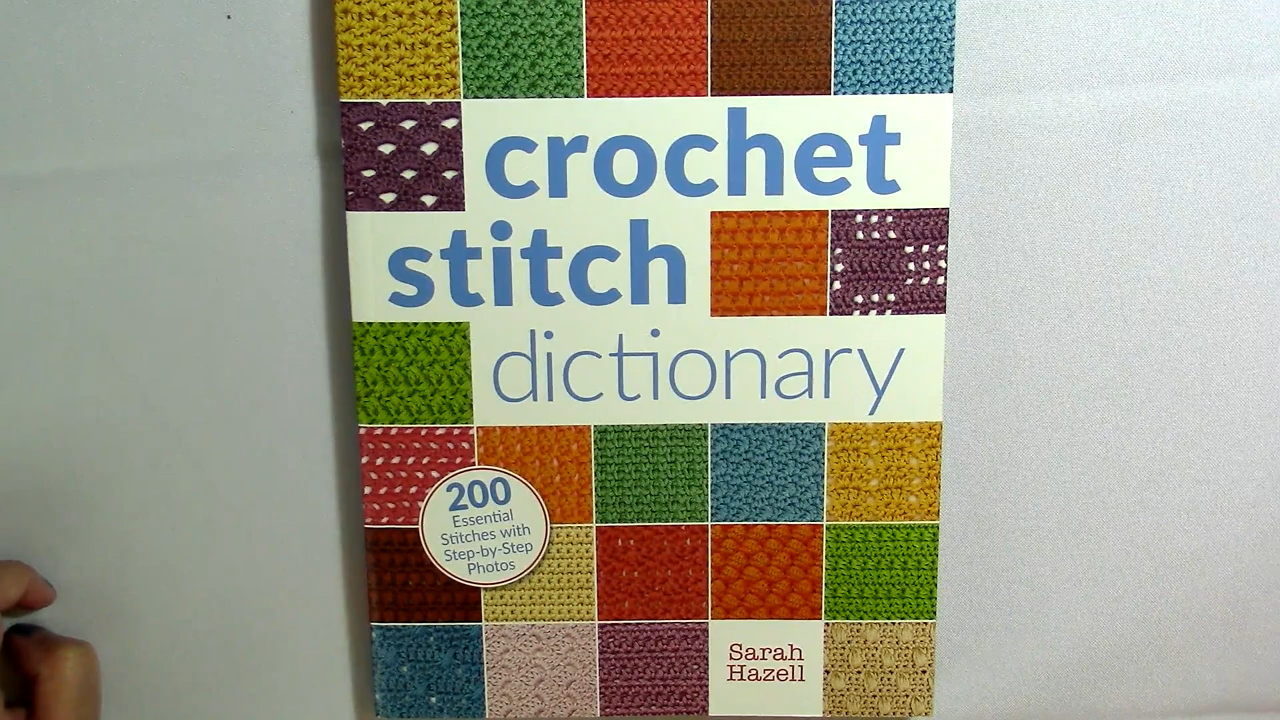 crochet
stitch
dictionary
200
Essential
Stitches with
Step-by-Step
Photos
Sarah
Hazell